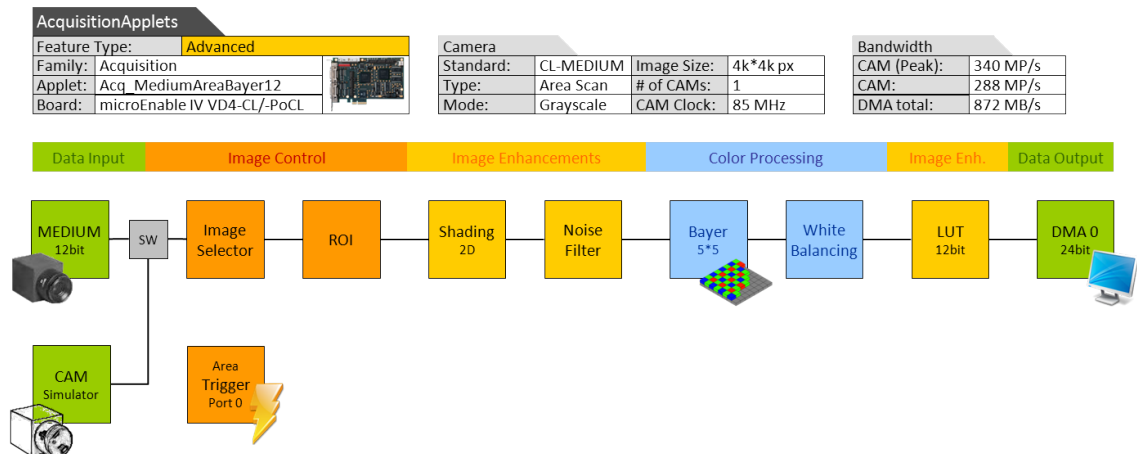 AcquisitionApplets
Feature Type: Advanced
Family: Acquisition
Applet: Acq_MediumAreaBayer12
Board: microEnable IV VD4-CL/-PoCL
Camera
Standard: CL-MEDIUM Image Size: 4k*4k px
Type: Area Scan # of CAMs: 1
Mode: Grayscale CAM Clock: 85 MHz
Bandwidth
CAM (Peak): 340 MP/s
CAM: 288 MP/s
DMA total: 872 MB/s
Data Input Image Control Image Enhancements Color Processing Image Enh. Data Output
MEDIUM
12bit
SW
Image
Selector
ROI
Shading
2D
Noise
Filter
Bayer
5*5
White
Balancing
LUT
12bit
DMA 0
24bit
CAM
Simulator
Area
Trigger
Port 0